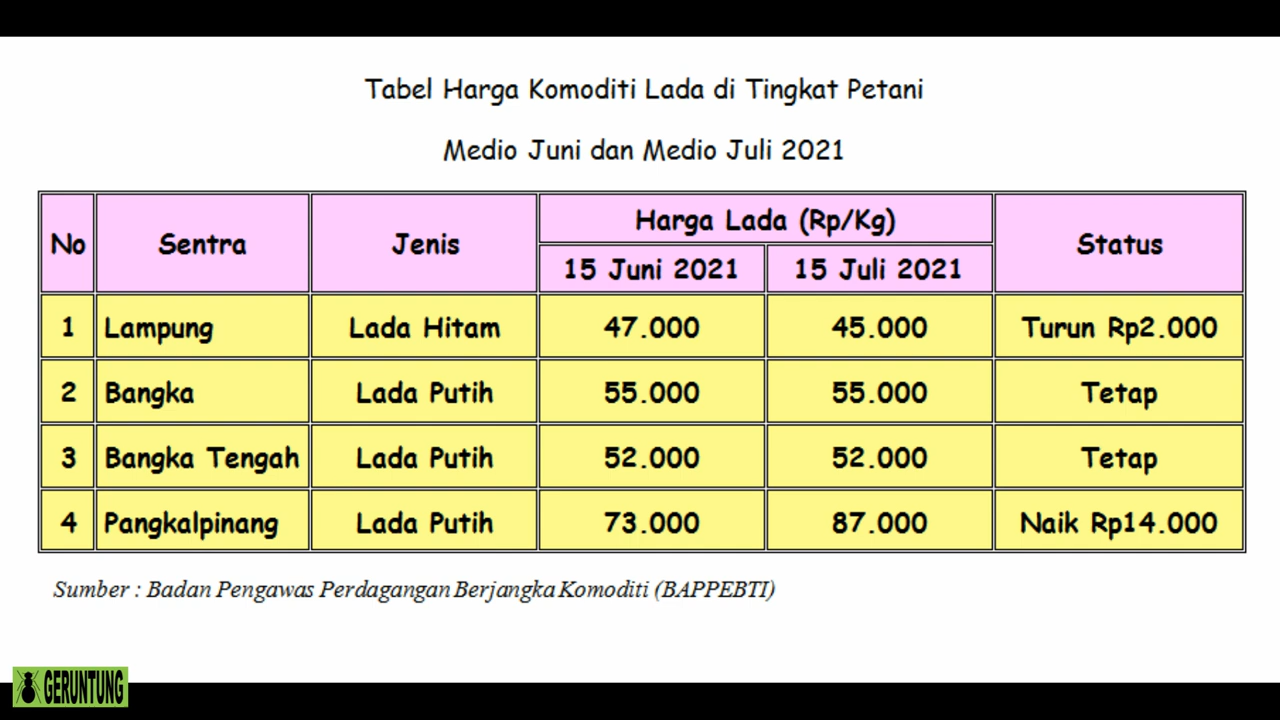 Tabel Harga Komoditi Lada di Tingkat Petani
Medio Juni dan Medio Juli 2021
No Sentra Jenis Harga Lada (Rp/Kg) Status
15 Juni 2021 15 Juli 2021
1 Lampung Lada Hitam 47.000 45.000 Turun Rp2.000
2 Bangka Lada Putih 55.000 55.000 Tetap
3 Bangka Tengah Lada Putih 52.000 52.000 Tetap
4 Pangkalpinang Lada Putih 73.000 87.000 Naik Rp14.000
Sumber : Badan Pengawas Perdagangan Berjangka Komoditi (BAPPEBTI)
GERUNTUNG